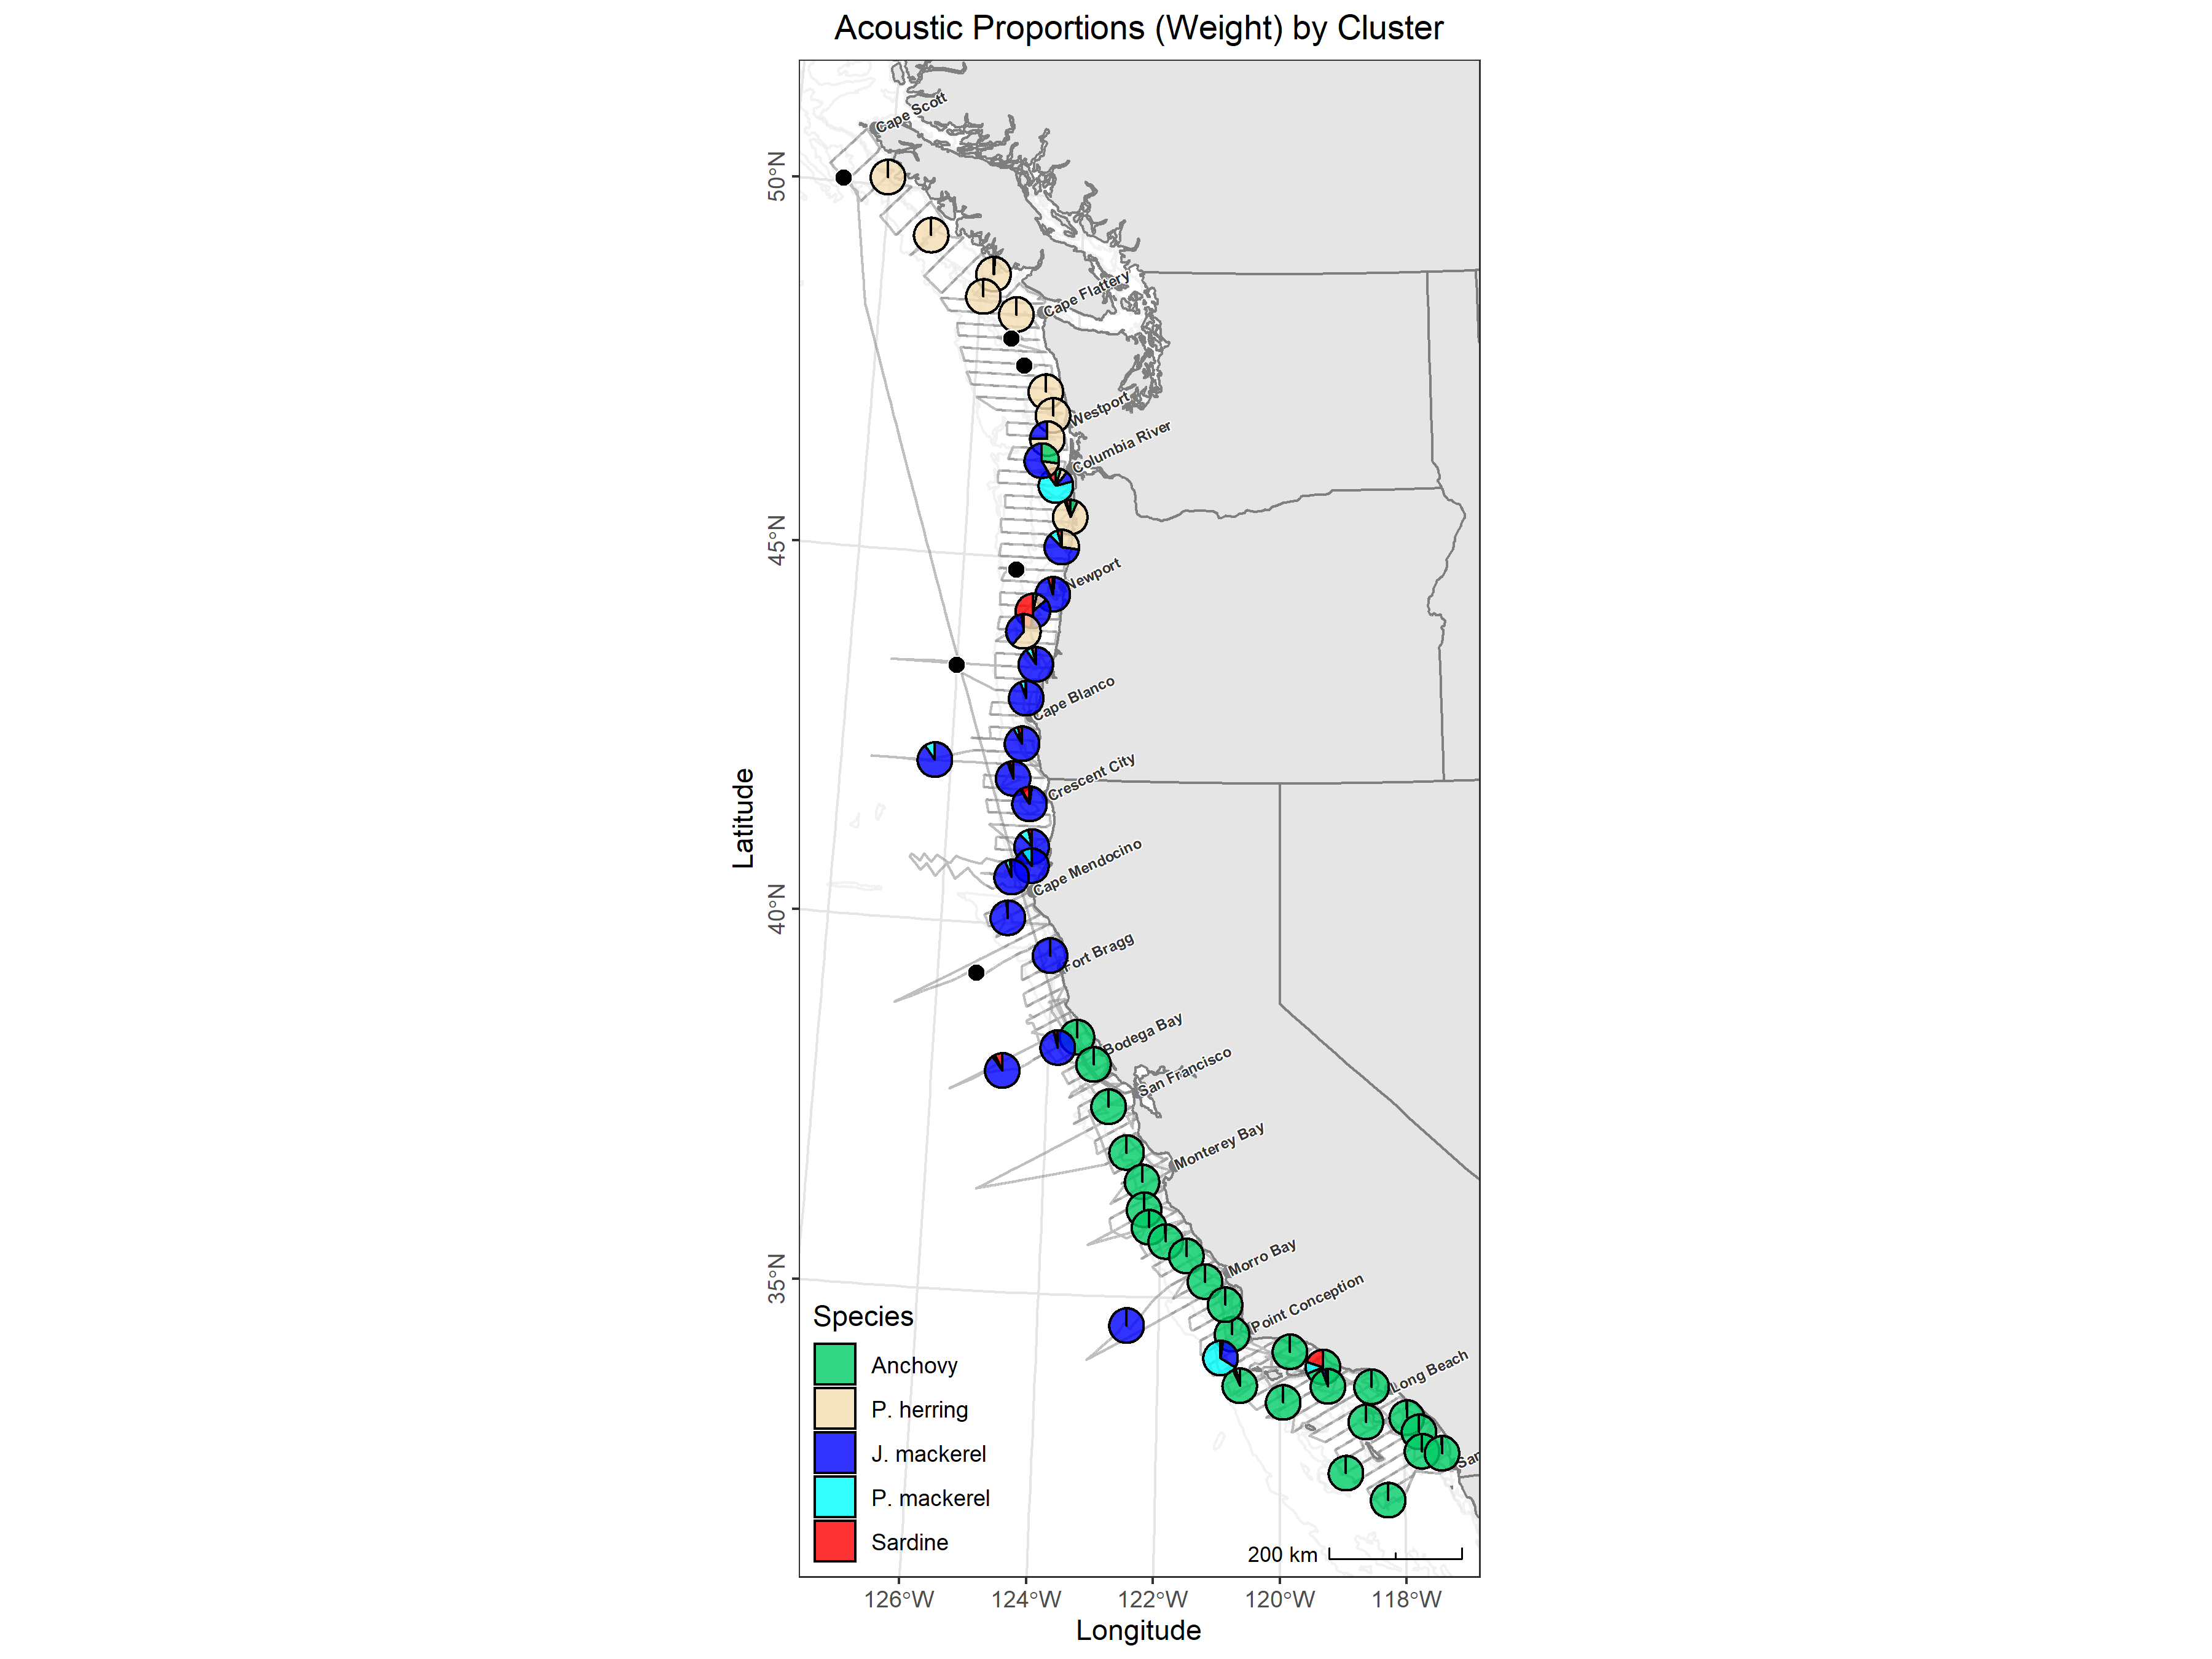 Acoustic Proportions (Weight) by Cluster
Cape Scott
50°N
Cape Flattery
Westport
Columbia River
45°N
Newport
Cape Blanco
Crescent City
Latitude
Cape Mendocino
40°N
Fort Bragg
Bodega Bay
San Francisco
Monterey Bay
Morro Bay
35°N
Point Conception
Long Beach
San
Species
Anchovy
P. herring
J. mackerel
P. mackerel
Sardine
200 km
126°W 124°W 122°W 120°W 118°W
Longitude